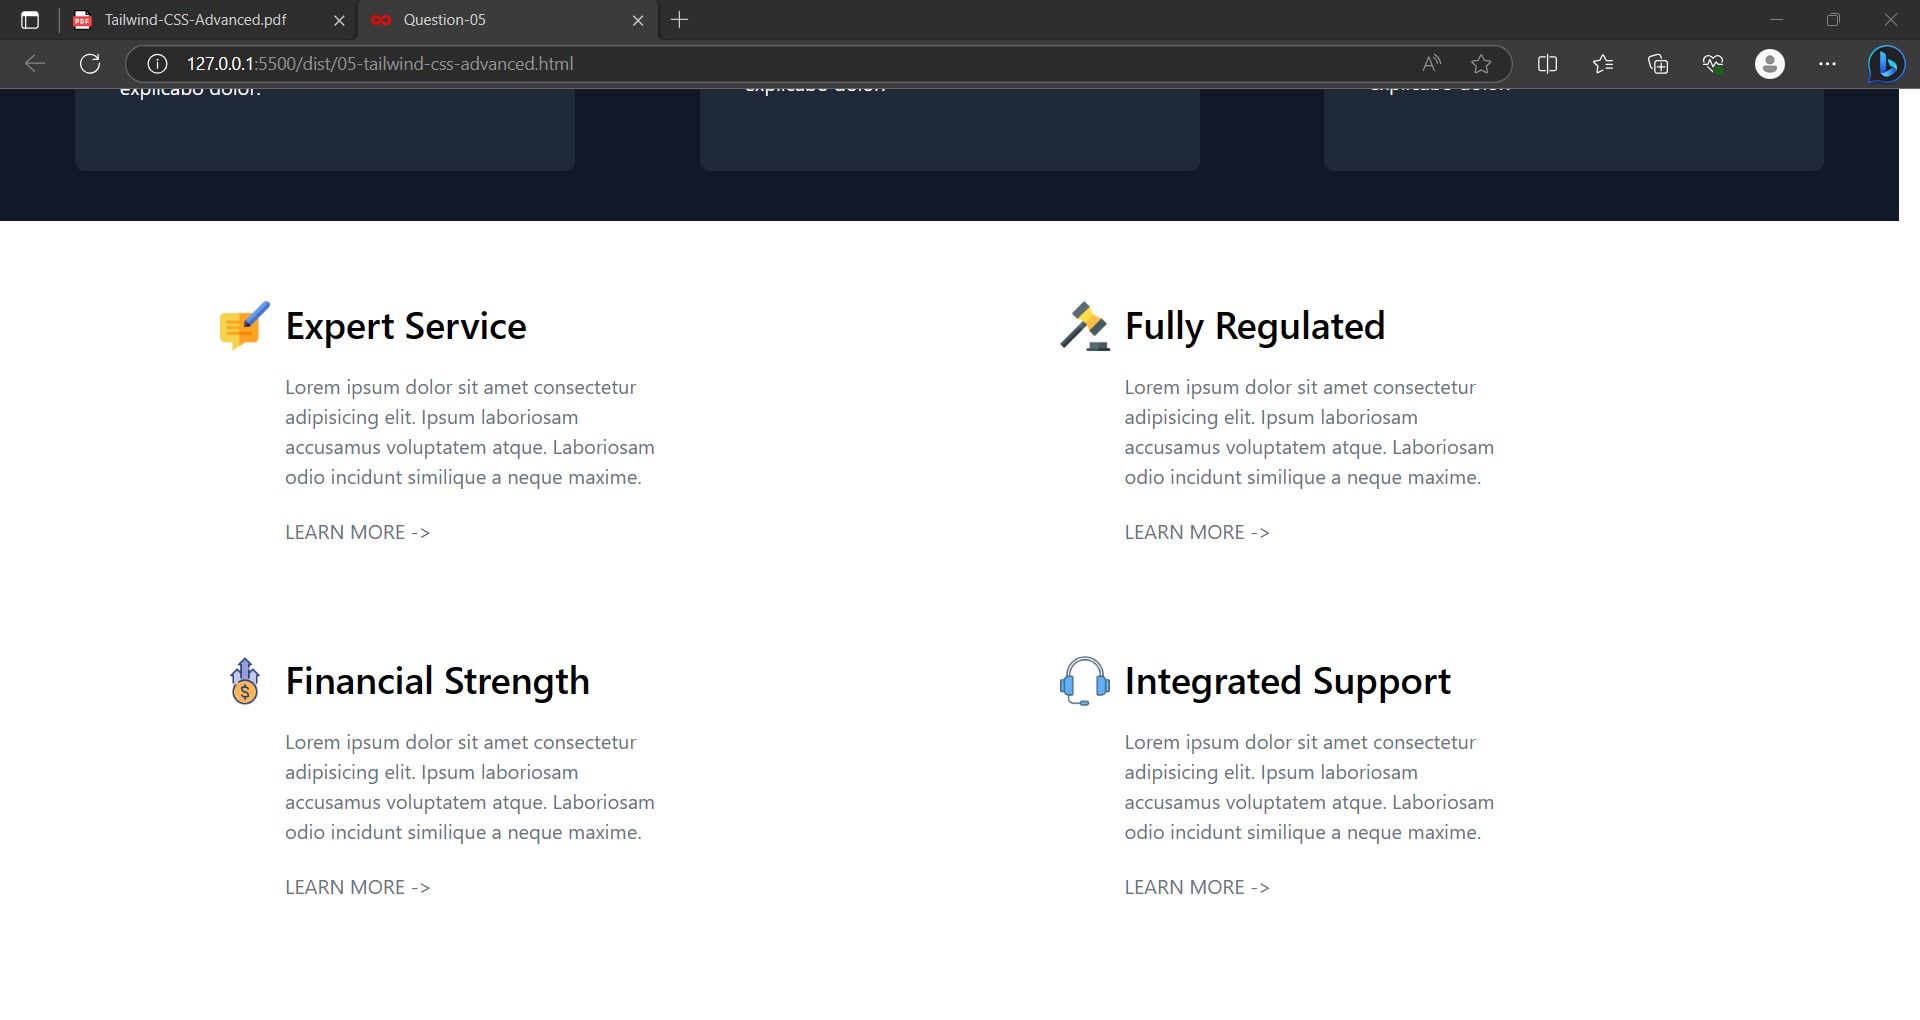 Tailwind-CSS-Advanced.pdf
Question-05
127.0.0.1:5500/dist/05-tailwind-css-advanced.html
explicabo dolor.
explicabo dolor.
explicabo dolor.
Expert Service
Lorem ipsum dolor sit amet consectetur
adipisicing elit. Ipsum laboriosam
accusamus voluptatem atque. Laboriosam
odio incidunt similique a neque maxime.
LEARN MORE ->
Fully Regulated
Lorem ipsum dolor sit amet consectetur
adipisicing elit. Ipsum laboriosam
accusamus voluptatem atque. Laboriosam
odio incidunt similique a neque maxime.
LEARN MORE ->
Financial Strength
Lorem ipsum dolor sit amet consectetur
adipisicing elit. Ipsum laboriosam
accusamus voluptatem atque. Laboriosam
odio incidunt similique a neque maxime.
LEARN MORE ->
Integrated Support
Lorem ipsum dolor sit amet consectetur
adipisicing elit. Ipsum laboriosam
accusamus voluptatem atque. Laboriosam
odio incidunt similique a neque maxime.
LEARN MORE ->